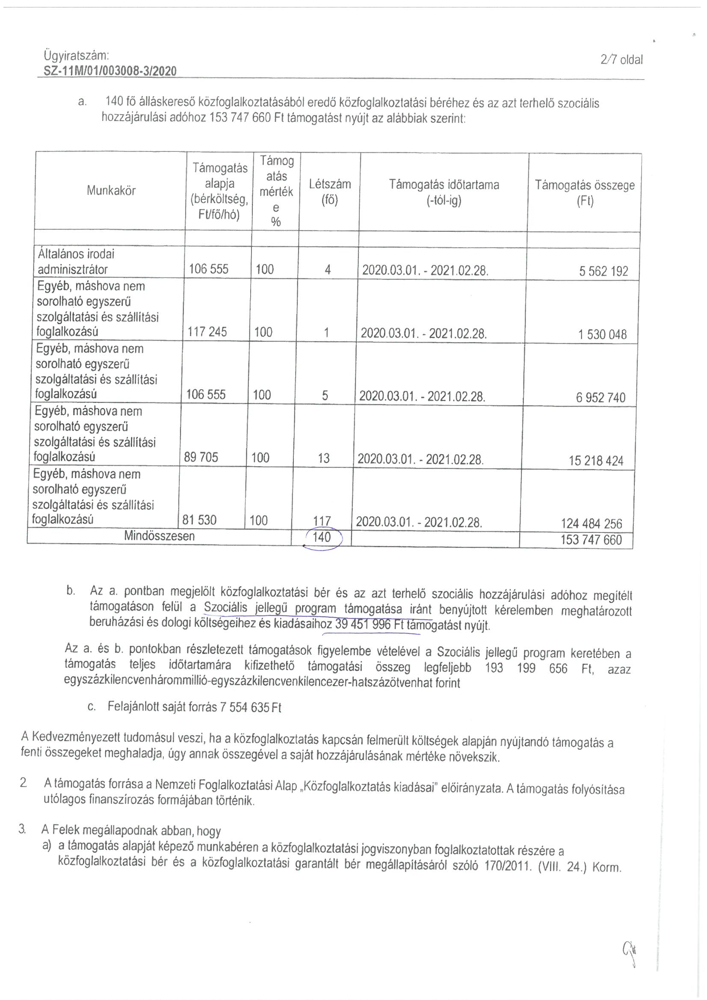 Ügyiratszám:
SZ-11M/01/003008-3/2020
2/7 oldal
a. 140 fő álláskereső közfoglalkoztatásából eredő közfoglalkoztatási béréhez és az azt terhelő szociális
hozzájárulási adóhoz 153 747 660 Ft támogatást nyújt az alábbiak szerint:
Munkakör
Támogatás
alapja
(bérköltség,
Ft/fő/hó)
Támog
atás
mérték
e
%
Létszám
(fő)
Támogatás időtartama
(-tól-ig)
Támogatás összege
(Ft)
Általános irodai
adminisztrátor 106 555 100 4 2020.03.01. - 2021.02.28. 5 562 192
Egyéb, máshova nem
sorolható egyszerű
szolgáltatási és szállítási
foglalkozású 117 245 100 1 2020.03.01. - 2021.02.28. 1 530 048
Egyéb, máshova nem
sorolható egyszerű
szolgáltatási és szállítási
foglalkozású 106 555 100 5 2020.03.01. - 2021.02.28. 6 952 740
Egyéb, máshova nem
sorolható egyszerű
szolgáltatási és szállítási
foglalkozású 89 705 100 13 2020.03.01. - 2021.02.28. 15 218 424
Egyéb, máshova nem
sorolható egyszerű
szolgáltatási és szállítási
foglalkozású 81 530 100 117 2020.03.01. - 2021.02.28. 124 484 256
Mindösszesen 140 153 747 660
b. Az a. pontban megjelölt közfoglalkoztatási bér és az azt terhelő szociális hozzájárulási adóhoz megítélt
támogatáson felül a Szociális jellegű program támogatása iránt benyújtott kérelemben meghatározott
beruházási és dologi költségeihez és kiadásaihoz 39 451 996 Ft támogatást nyújt.
Az a. és b. pontokban részletezett támogatások figyelembe vételével a Szociális jellegű program keretében a
támogatás teljes időtartamára kifizethető támogatási összeg legfeljebb 193 199 656 Ft, azaz
egyszázkilencvenhárommillió-egyszázkilencvenkilencezer-hatszázötvenhat forint
c. Felajánlott saját forrás 7 554 635 Ft
A Kedvezményezett tudomásul veszi, ha a közfoglalkoztatás kapcsán felmerült költségek alapján nyújtandó támogatás a
fenti összegeket meghaladja, úgy annak összegével a saját hozzájárulásának mértéke növekszik.
2 A támogatás forrása a Nemzeti Foglalkoztatási Alap „Közfoglalkoztatás kiadásai” előirányzata. A támogatás folyósítása
utólagos finanszírozás formájában történik.
3. A Felek megállapodnak abban, hogy
a) a támogatás alapját képező munkabéren a közfoglalkoztatási jogviszonyban foglalkoztatottak részére a
közfoglalkoztatási bér és a közfoglalkoztatási garantált bér megállapításáról szóló 170/2011. (VIII. 24.) Korm.